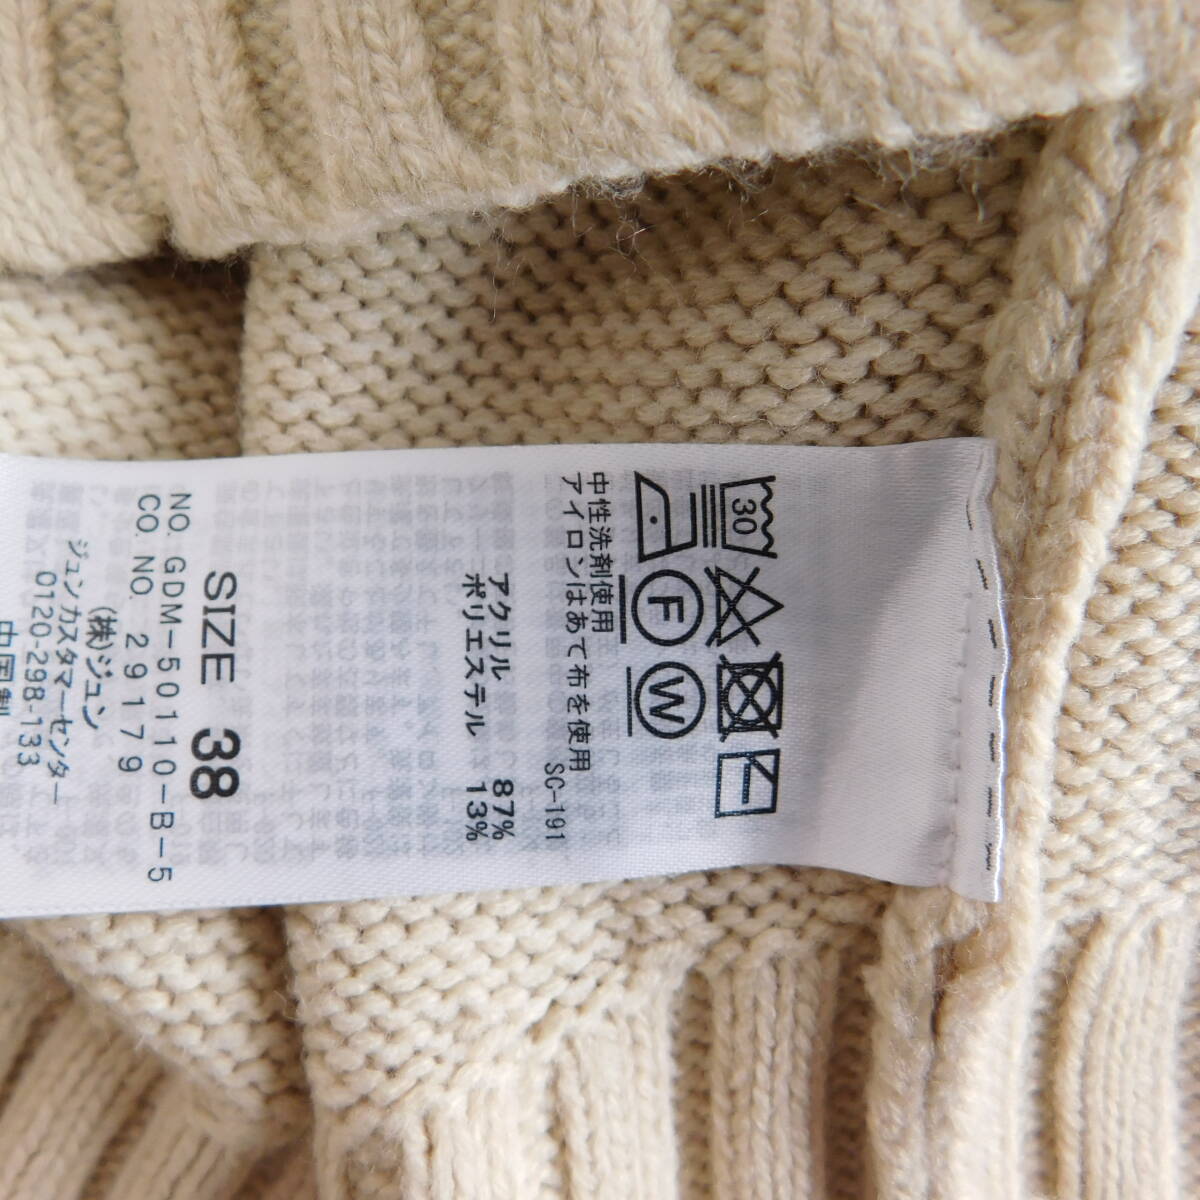 30
F W
中性洗剤使用
アイロンはあて布を使用
SC-191
アクリル 87%
ポリエステル 13%
SIZE 38
NO. GDM-50110-B-5
CO. NO. 29179
(株)ジュン
ジュンカスタマーセンター
0120-298-133
中国製